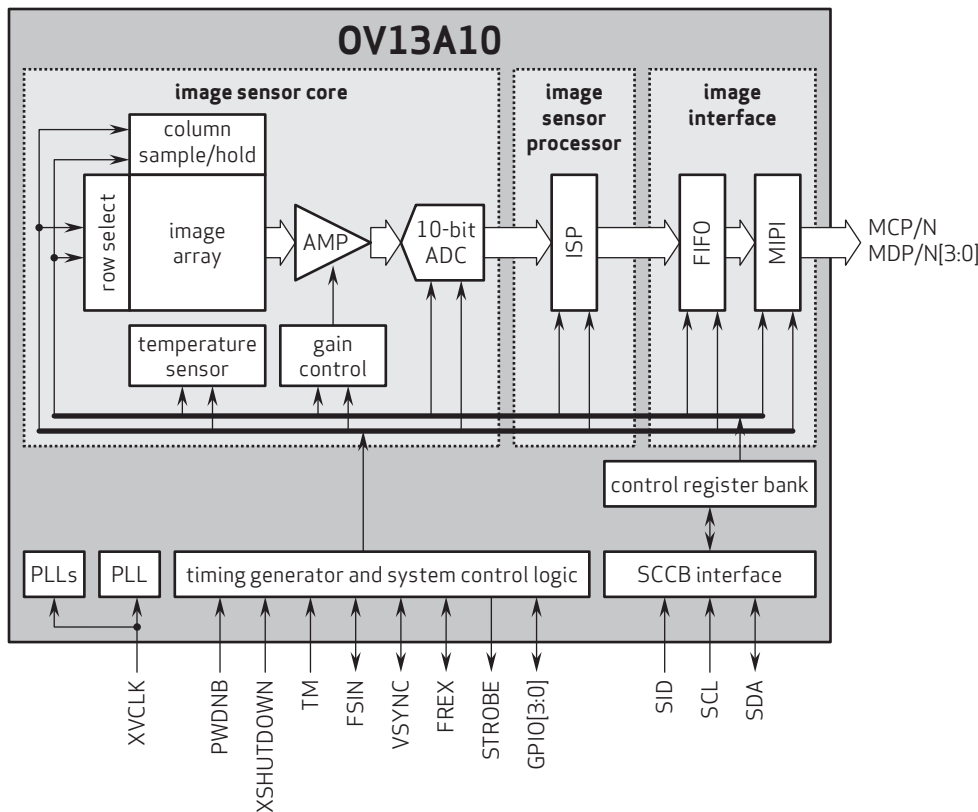 OV13A10
image sensor core
image
sensor
processor
image
interface
column
sample/hold
row select
image
array
AMP
10-bit
ADC
ISP
FIFO
MIPI
MCP/N
MDP/N[3:0]
temperature
sensor
gain
control
control register bank
PLLs
PLL
timing generator and system control logic
SCCB interface
XVCLK
PWDNB
XSHUTDOWN
TM
FSIN
VSYNC
FREX
STROBE
GPIO[3:0]
SID
SCL
SDA